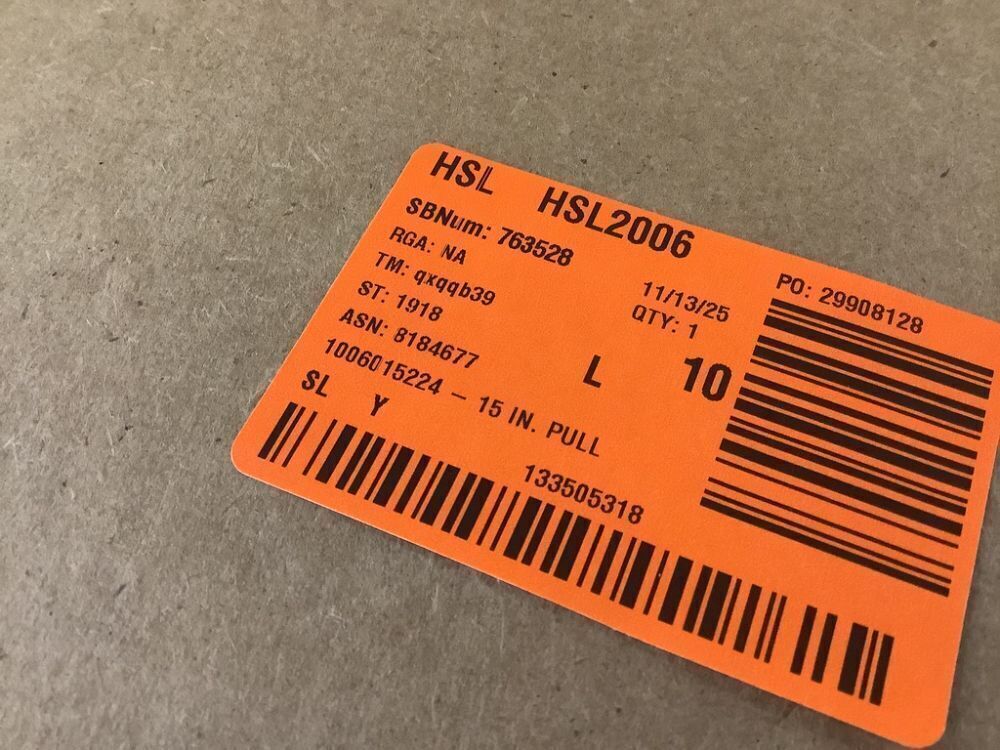 HSL HSL2006
SBNum: 763528
RGA: NA
TM: qxqqb39
11/13/25
ST: 1918
QTY: 1
ASN: 8184677
L 10
1006015224 – 15 IN. PULL
SL Y
133505318
PO: 29908128